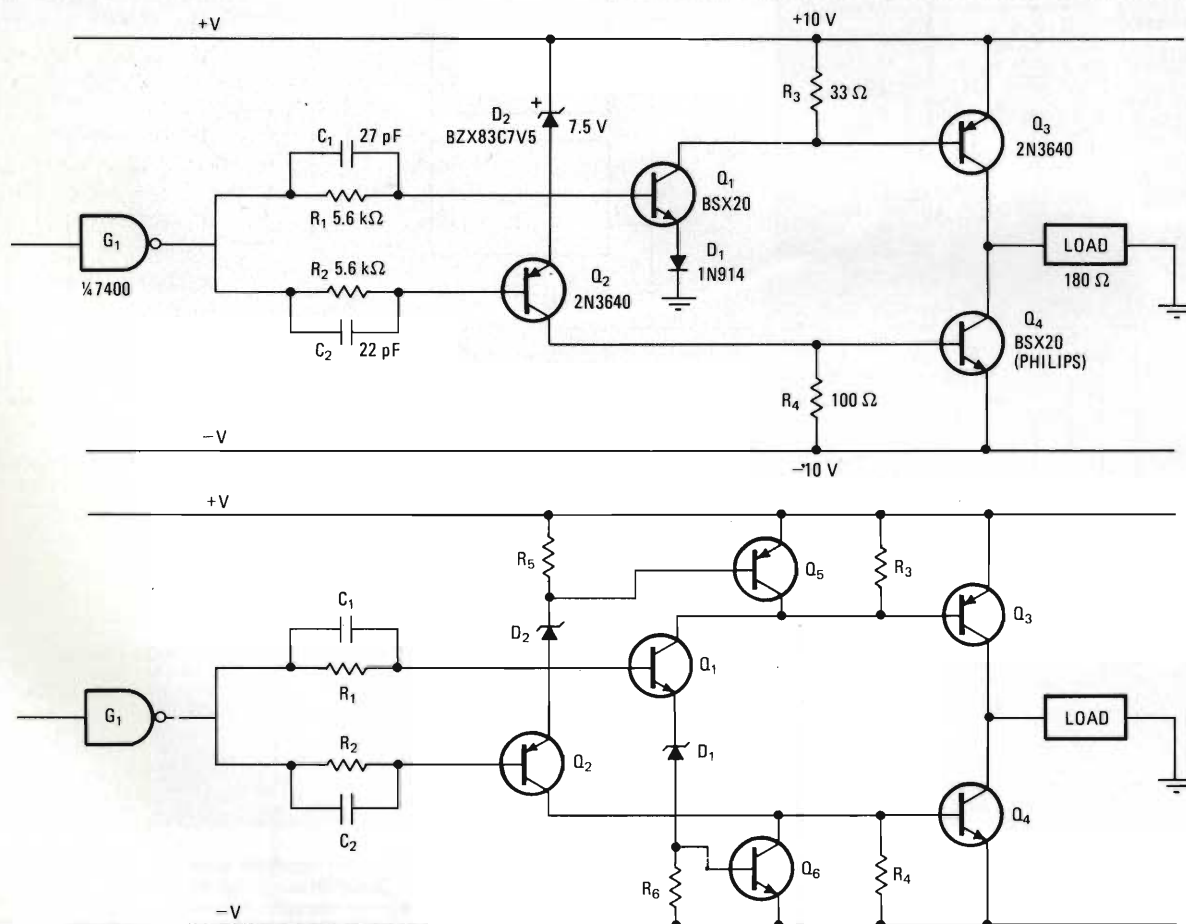 +V
+10 V
R3 33 Ω
D2
BZX83C7V5
+
7.5 V
Q3
2N3640
C1 27 pF
Q1
BSX20
R1 5.6 kΩ
G1
¼7400
D1
1N914
LOAD
180 Ω
R2 5.6 kΩ
Q2
2N3640
C2 22 pF
Q4
BSX20
(PHILIPS)
R4 100 Ω
−V
−10 V
+V
R5
Q5
R3
C1
D2
Q3
R1
Q1
G1
LOAD
R2
Q2
D1
C2
Q4
R6
Q6
R4
−V